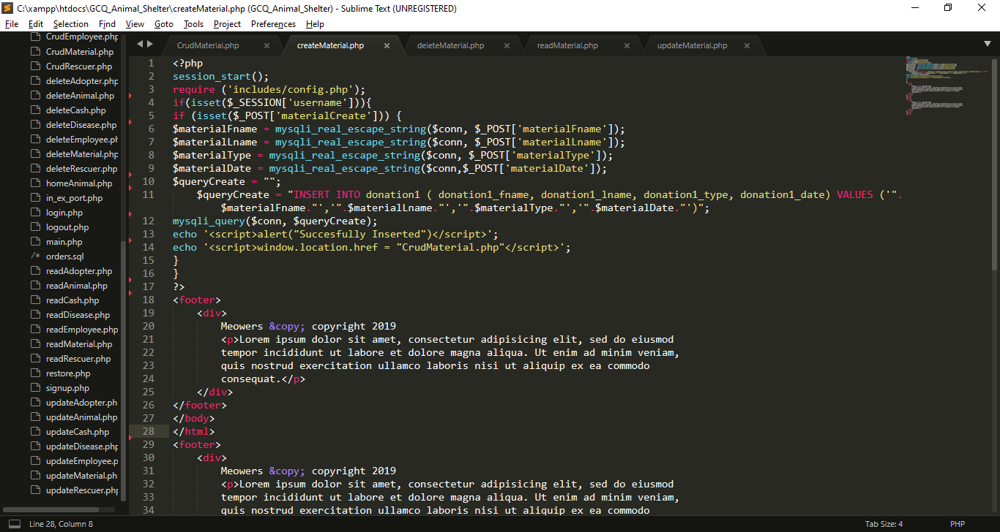 C:\xampp\htdocs\GCQ_Animal_Shelter\createMaterial.php (GCQ_Animal_Shelter) - Sublime Text (UNREGISTERED)
File Edit Selection Find View Goto Tools Project Preferences Help
CrudEmployee.php
CrudMaterial.php
CrudRescuer.php
deleteAdopter.php
deleteAnimal.php
deleteCash.php
deleteDisease.php
deleteEmployee.ph
deleteMaterial.php
deleteRescuer.php
homeAnimal.php
in_ex_port.php
login.php
logout.php
main.php
/* orders.sql
readAdopter.php
readAnimal.php
readCash.php
readDisease.php
readEmployee.php
readMaterial.php
readRescuer.php
restore.php
signup.php
updateAdopter.ph
updateAnimal.php
updateCash.php
updateDisease.php
updateEmployee.p
updateMaterial.ph
updateRescuer.php
CrudMaterial.php × createMaterial.php × deleteMaterial.php × readMaterial.php × updateMaterial.php ×
1 <?php
2 session_start();
3 require ('includes/config.php');
4 if(isset($_SESSION['username'])){
5 if (isset($_POST['materialCreate'])) {
6 $materialFname = mysqli_real_escape_string($conn, $_POST['materialFname']);
7 $materialLname = mysqli_real_escape_string($conn, $_POST['materialLname']);
8 $materialType = mysqli_real_escape_string($conn, $_POST['materialType']);
9 $materialDate = mysqli_real_escape_string($conn,$_POST['materialDate']);
10 $queryCreate = "";
11 $queryCreate = "INSERT INTO donation1 ( donation1_fname, donation1_lname, donation1_type, donation1_date) VALUES ('".
$materialFname."','".$materialLname."','".$materialType."','".$materialDate."')";
12 mysqli_query($conn, $queryCreate);
13 echo '<script>alert("Succesfully Inserted")</script>';
14 echo '<script>window.location.href = "CrudMaterial.php"</script>';
15 }
16 }
17 ?>
18 <footer>
19 <div>
20 Meowers &copy; copyright 2019
21 <p>Lorem ipsum dolor sit amet, consectetur adipisicing elit, sed do eiusmod
22 tempor incididunt ut labore et dolore magna aliqua. Ut enim ad minim veniam,
23 quis nostrud exercitation ullamco laboris nisi ut aliquip ex ea commodo
24 consequat.</p>
25 </div>
26 </footer>
27 </body>
28 </html>
29 <footer>
30 <div>
31 Meowers &copy; copyright 2019
32 <p>Lorem ipsum dolor sit amet, consectetur adipisicing elit, sed do eiusmod
33 tempor incididunt ut labore et dolore magna aliqua. Ut enim ad minim veniam,
34 quis nostrud exercitation ullamco laboris nisi ut aliquip ex ea commodo
Line 28, Column 8 Tab Size: 4 PHP